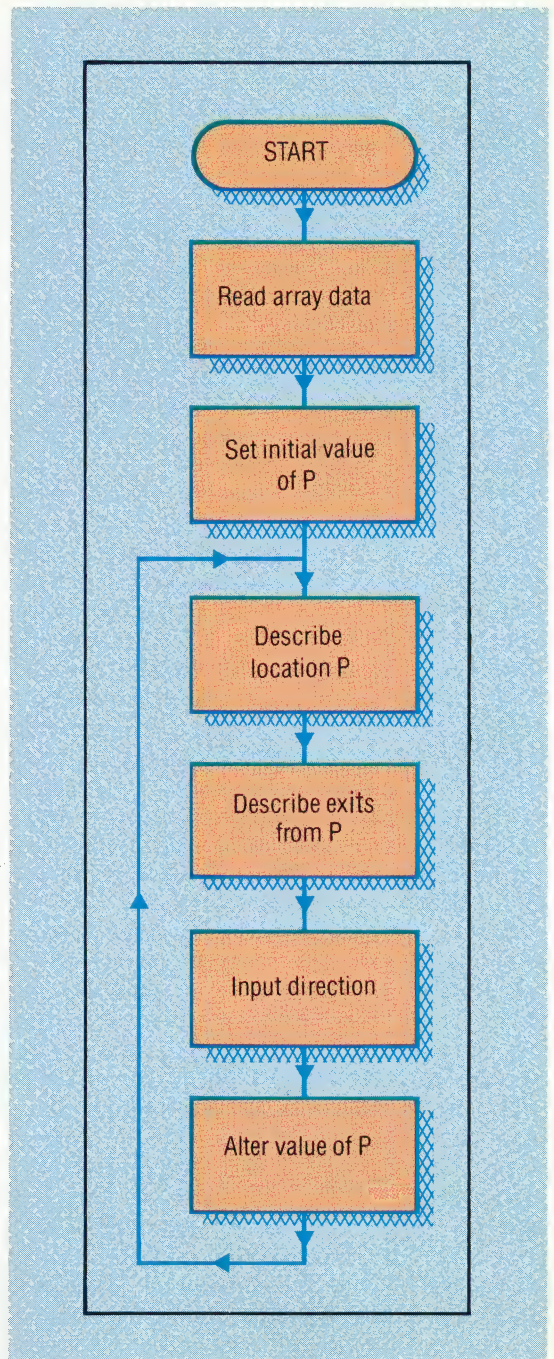 START
Read array data
Set initial value
of P
Describe
location P
Describe exits
from P
Input direction
Alter value of P